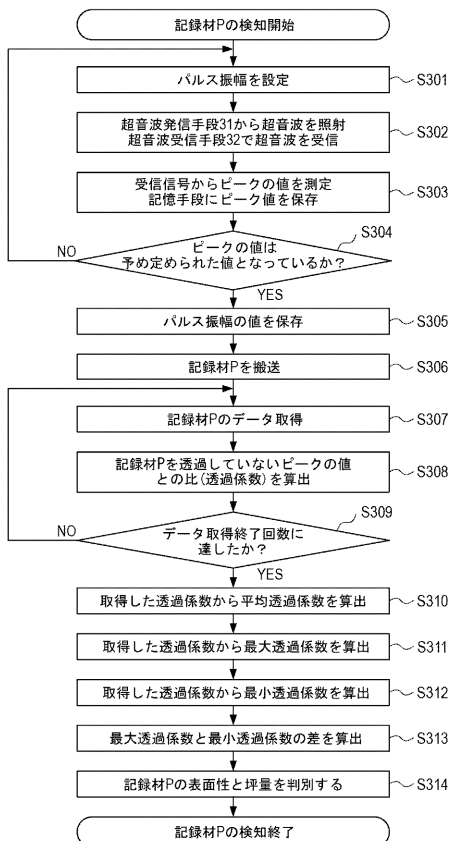 記録材Pの検知開始
パルス振幅を設定
S301
超音波発信手段31から超音波を照射
超音波受信手段32で超音波を受信
S302
受信信号からピークの値を測定
記憶手段にピーク値を保存
S303
S304
ピークの値は
予め定められた値となっているか?
NO
YES
パルス振幅の値を保存
S305
記録材Pを搬送
S306
記録材Pのデータ取得
S307
記録材Pを透過していないピークの値
との比(透過係数)を算出
S308
S309
データ取得終了回数に
達したか?
NO
YES
取得した透過係数から平均透過係数を算出
S310
取得した透過係数から最大透過係数を算出
S311
取得した透過係数から最小透過係数を算出
S312
最大透過係数と最小透過係数の差を算出
S313
記録材Pの表面性と坪量を判別する
S314
記録材Pの検知終了